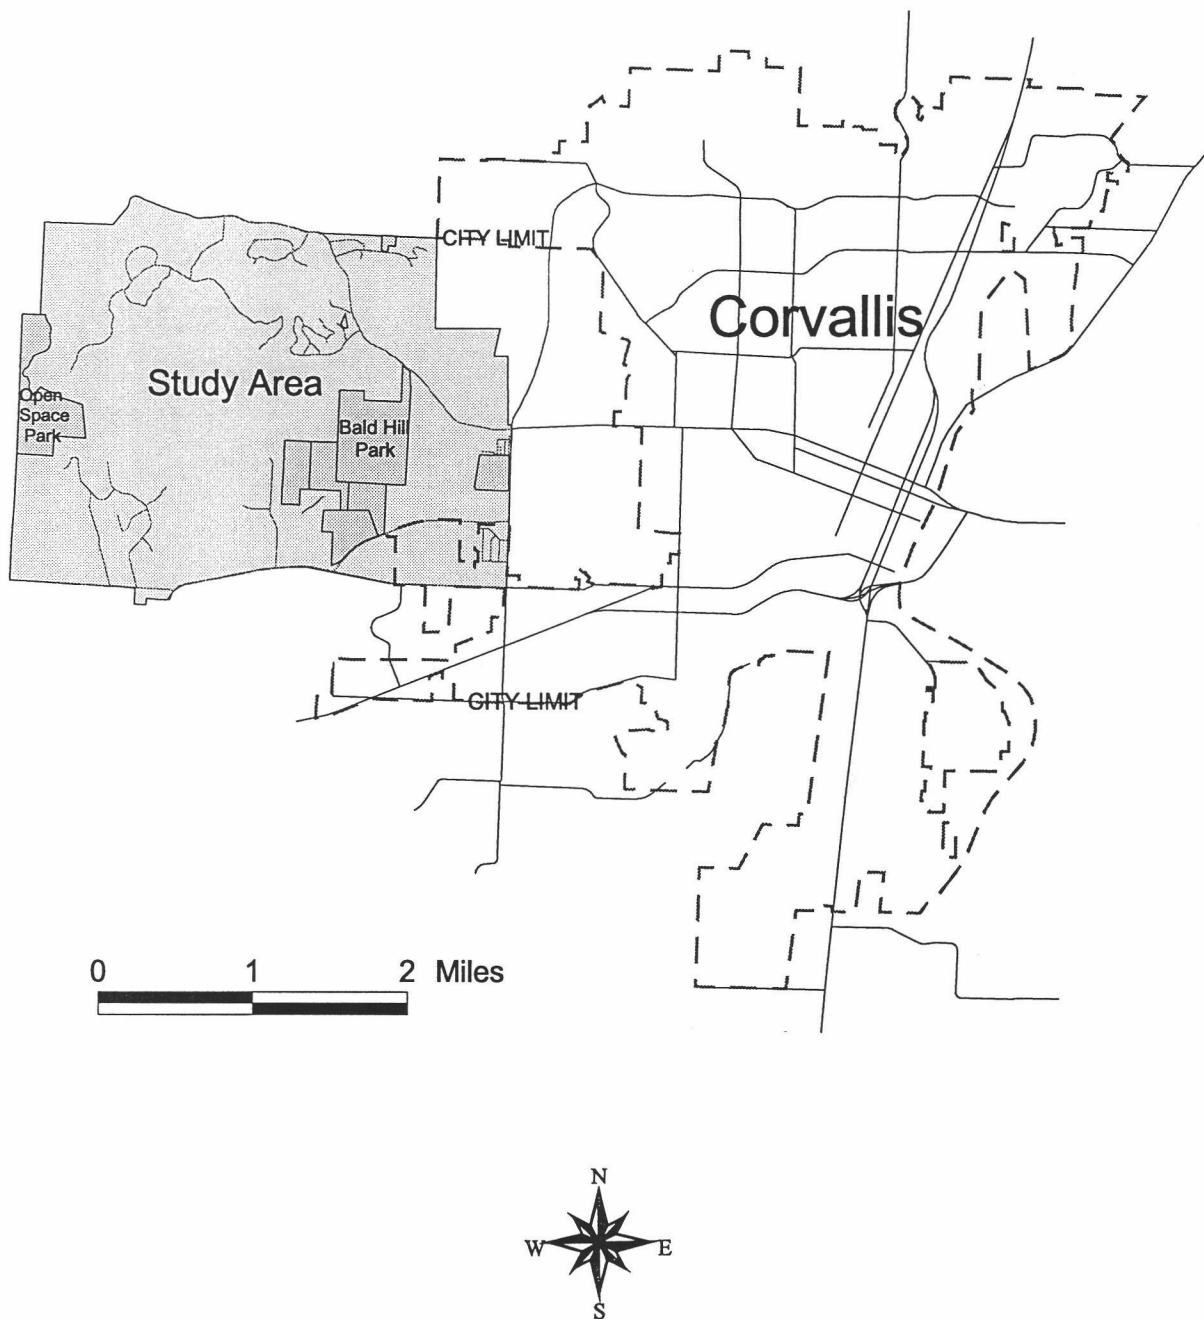 CITY LIMIT
Corvallis
Study Area
Open
Space
Park
Bald Hill
Park
CITY LIMIT
0 1 2 Miles
N
W E
S